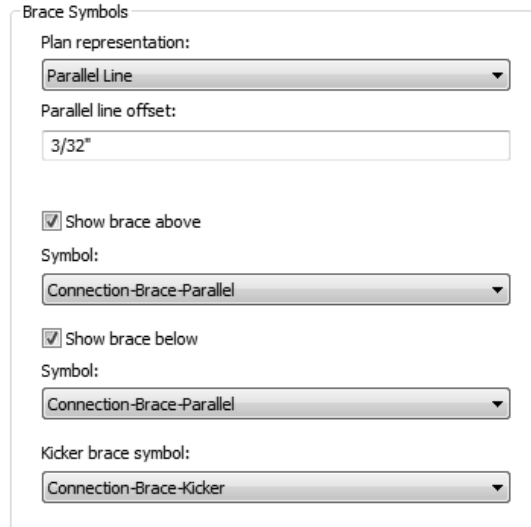 Brace Symbols
Plan representation:
Parallel Line
Parallel line offset:
3/32"
Show brace above
Symbol:
Connection-Brace-Parallel
Show brace below
Symbol:
Connection-Brace-Parallel
Kicker brace symbol:
Connection-Brace-Kicker